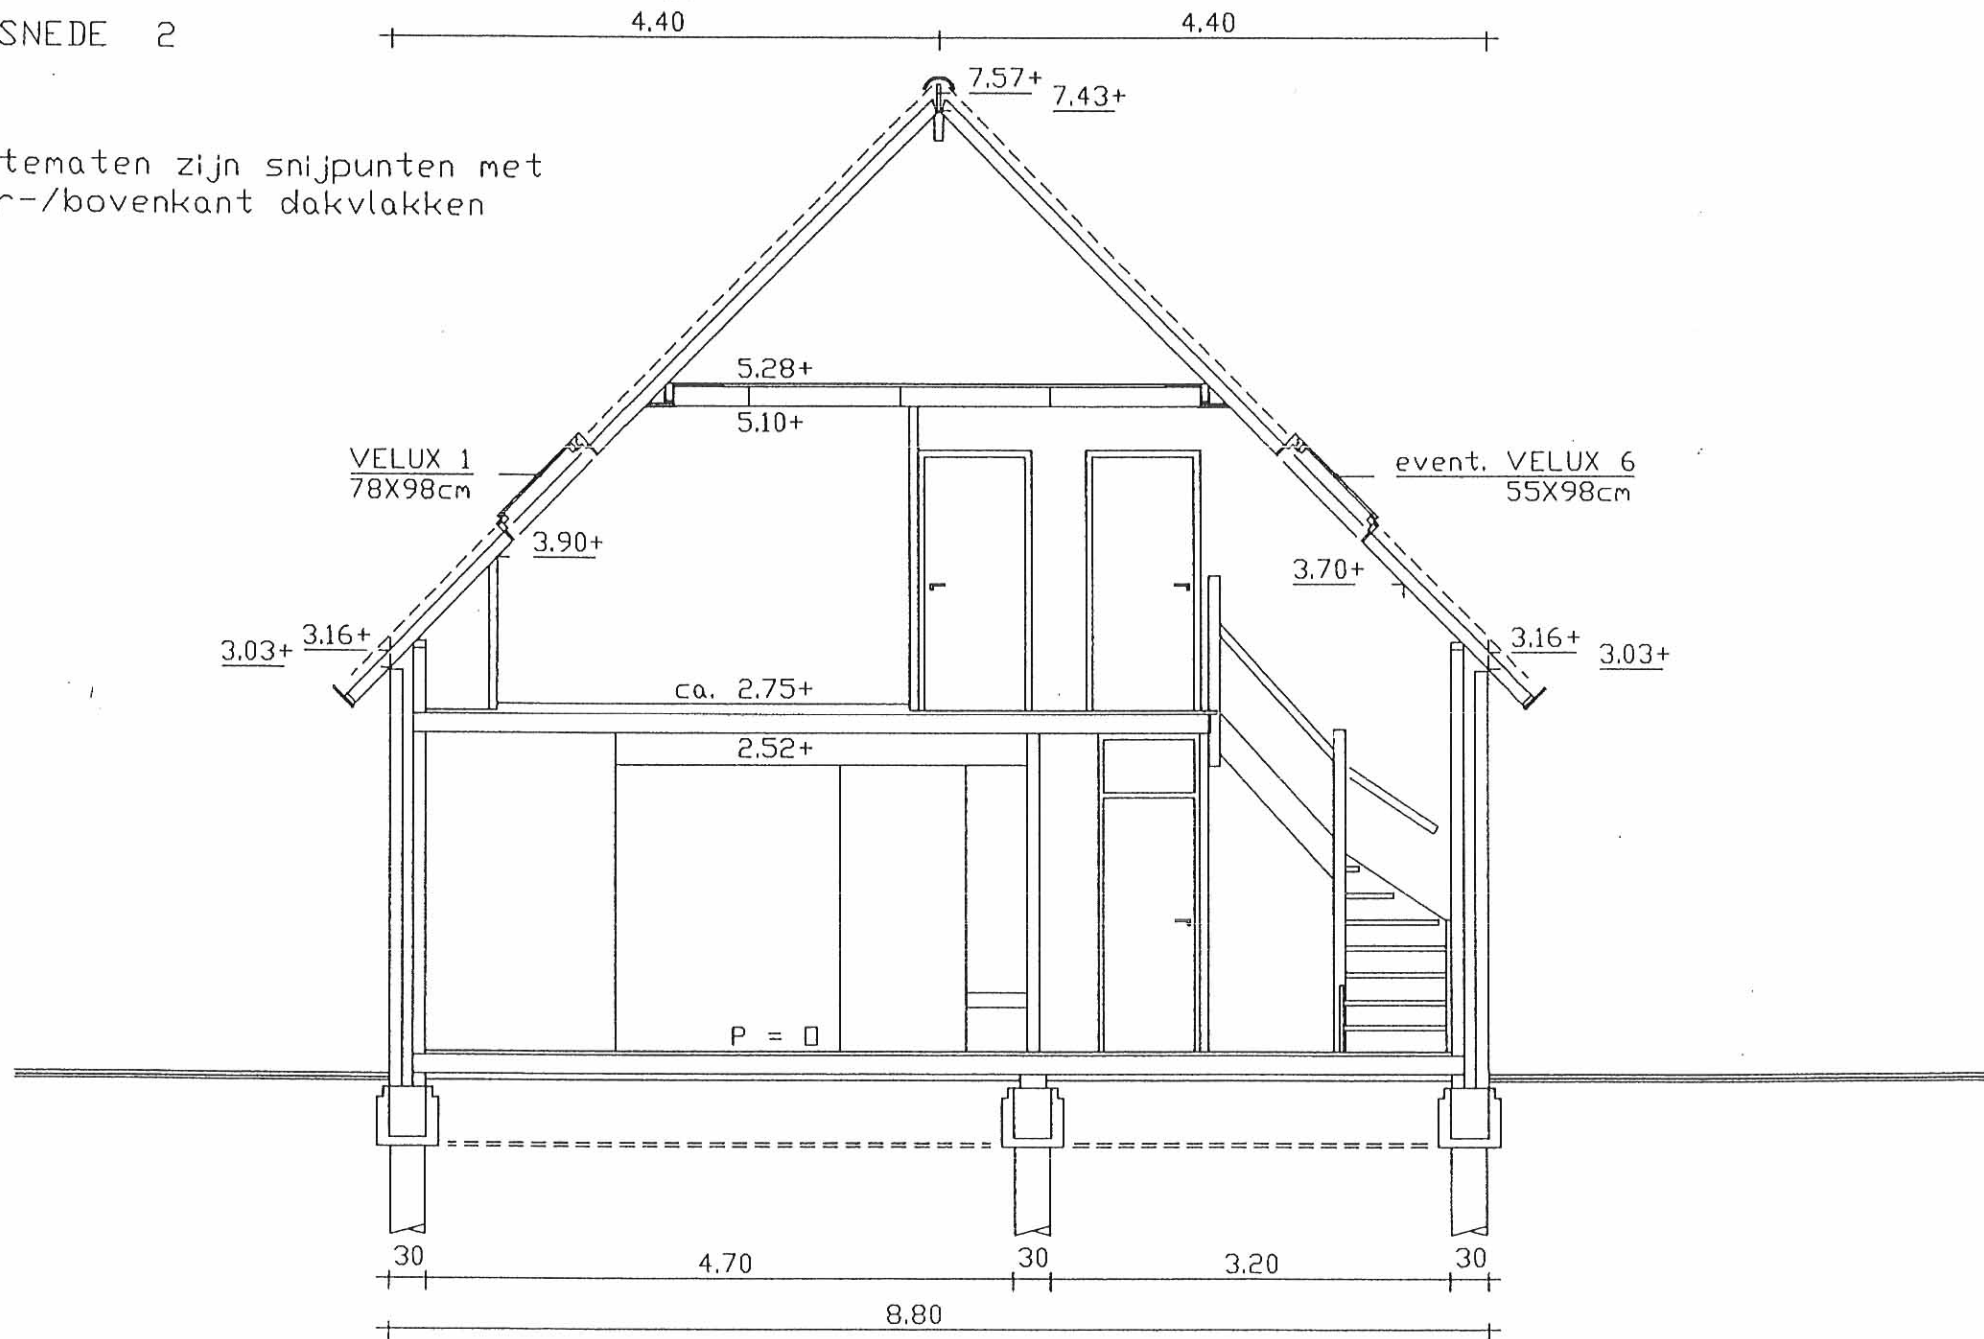 SNEDE 2
4.40
4.40
7.57+
7.43+
tematen zijn snijpunten met
r-/bovenkant dakvlakken
5.28+
5.10+
VELUX 1
78X98cm
event. VELUX 6
55X98cm
3.90+
3.70+
3.03+
3.16+
3.16+
3.03+
ca. 2.75+
2.52+
P = 0
30
4.70
30
3.20
30
8.80